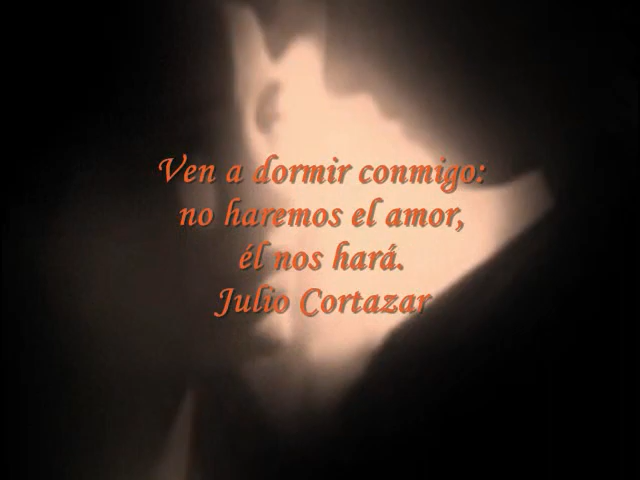 Ven a dormir conmigo:
no haremos el amor,
él nos hará.
Julio Cortazar